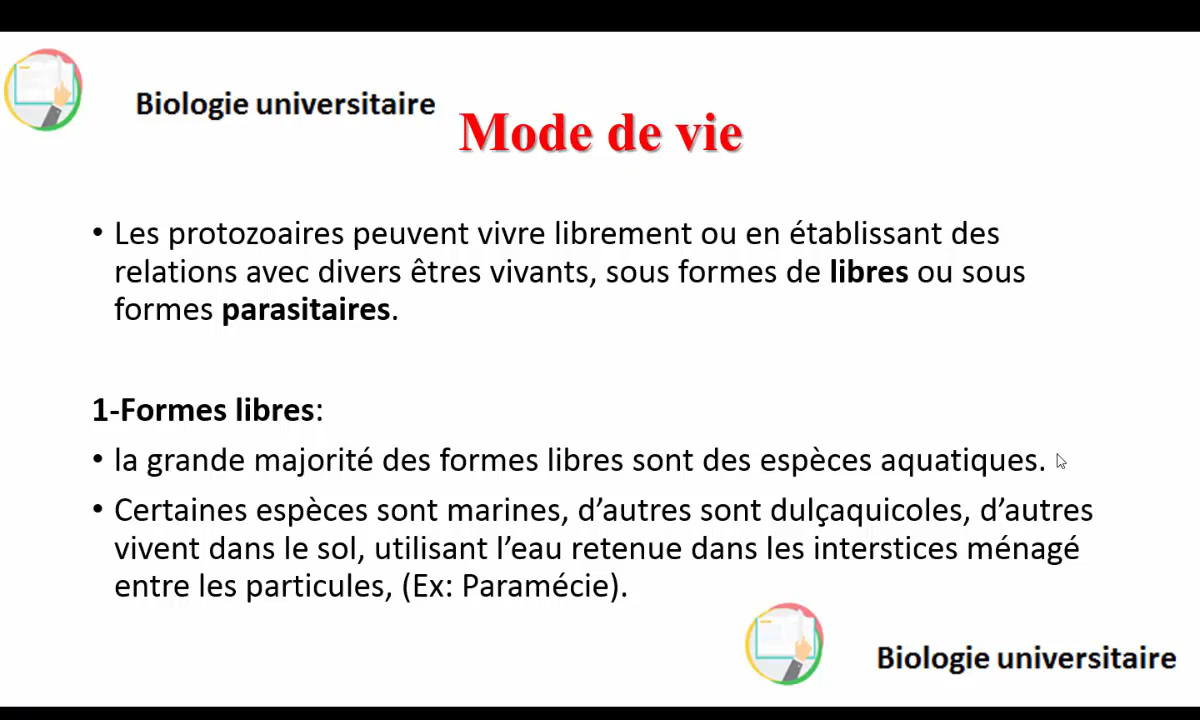 Biologie universitaire
Mode de vie
• Les protozoaires peuvent vivre librement ou en établissant des
relations avec divers êtres vivants, sous formes de libres ou sous
formes parasitaires.
1-Formes libres:
• la grande majorité des formes libres sont des espèces aquatiques.
• Certaines espèces sont marines, d’autres sont dulçaquicoles, d’autres
vivent dans le sol, utilisant l’eau retenue dans les interstices ménagé
entre les particules, (Ex: Paramécie).
Biologie universitaire